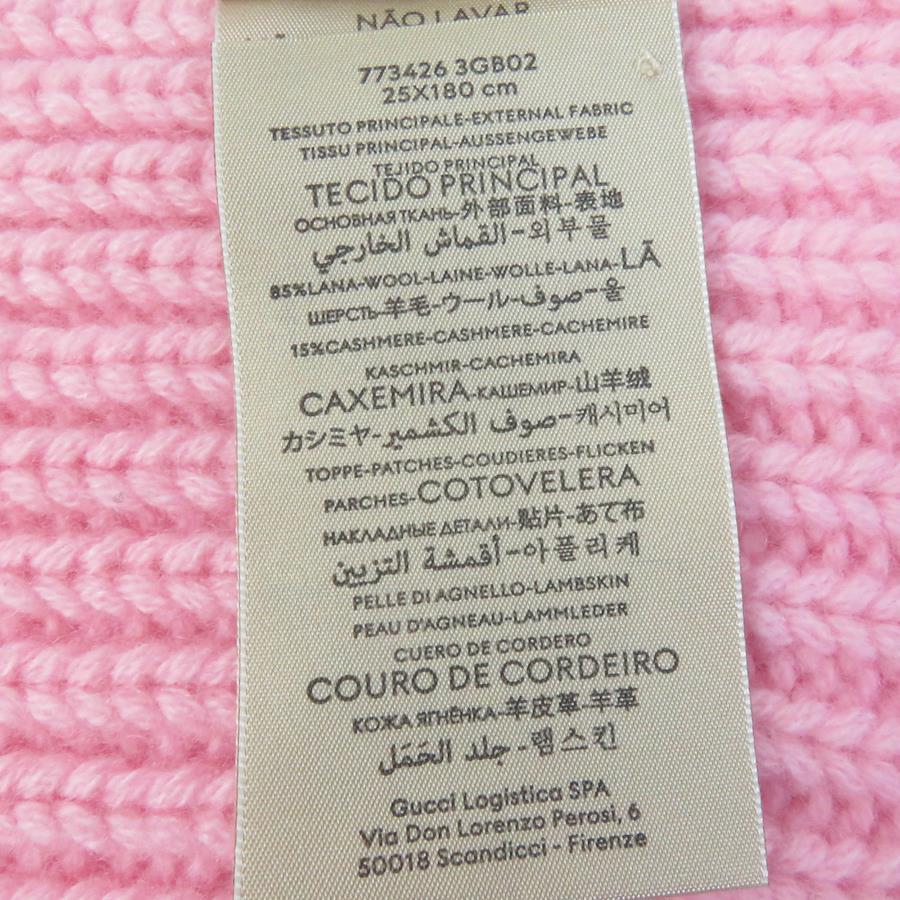 NÃO LAVAR
773426 3GB02
25X180 cm
TESSUTO PRINCIPALE-EXTERNAL FABRIC
TISSU PRINCIPAL-AUSSENGEWEBE
TEJIDO PRINCIPAL
TECIDO PRINCIPAL
ОСНОВНАЯ ТКАНЬ-外部面料-表地
القماش الخارجي-외부물
85%LANA-WOOL-LAINE-WOLLE-LANA-LÃ
ШЕРСТЬ-羊毛-ウール-صوف-울
15%CASHMERE-CASHMERE-CACHEMIRE
KASCHMIR-CACHEMIRA
CAXEMIRA-КАШЕМИР-山羊绒
カシミヤ-صوف الكشمير-캐시미어
TOPPE-PATCHES-COUDIERES-FLICKEN
PARCHES-COTOVELERA
НАКЛАДНЫЕ ДЕТАЛИ-貼片-あて布
أقمشة التزيين-아플리케
PELLE DI AGNELLO-LAMBSKIN
PEAU D'AGNEAU-LAMMLEDER
CUERO DE CORDERO
COURO DE CORDEIRO
КОЖА ЯГНЁНКА-羊皮革-羊革
جلد الحَمَل-램스킨
Gucci Logistica SPA
Via Don Lorenzo Perosi, 6
50018 Scandicci - Firenze